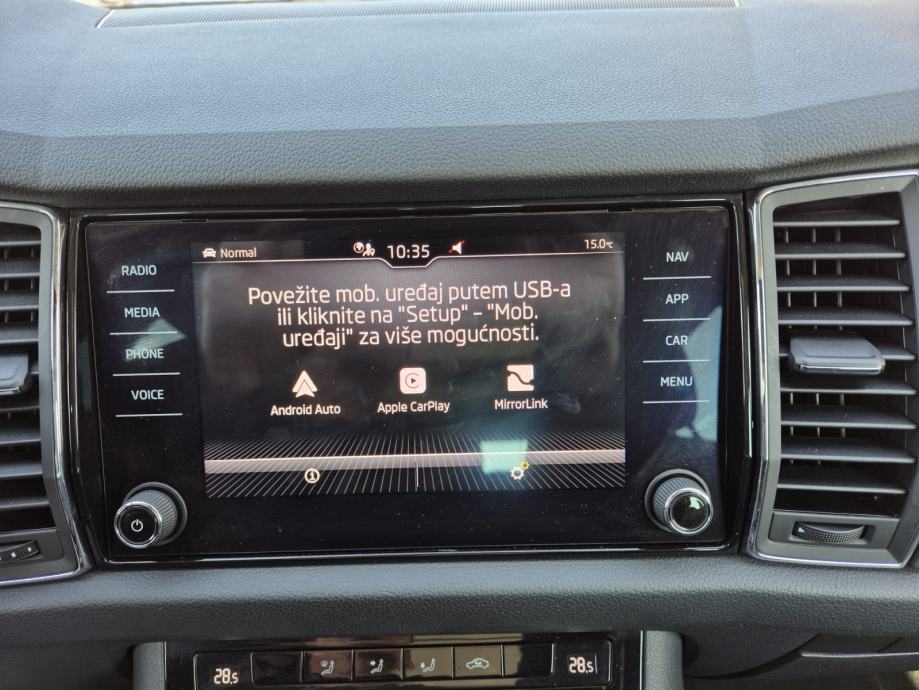 Normal 10:35 15.0°c
RADIO
MEDIA
PHONE
VOICE
Povežite mob. uređaj putem USB-a
ili kliknite na "Setup" - "Mob.
uređaji" za više mogućnosti.
Android Auto Apple CarPlay MirrorLink
NAV
APP
CAR
MENU
28.5 28.5